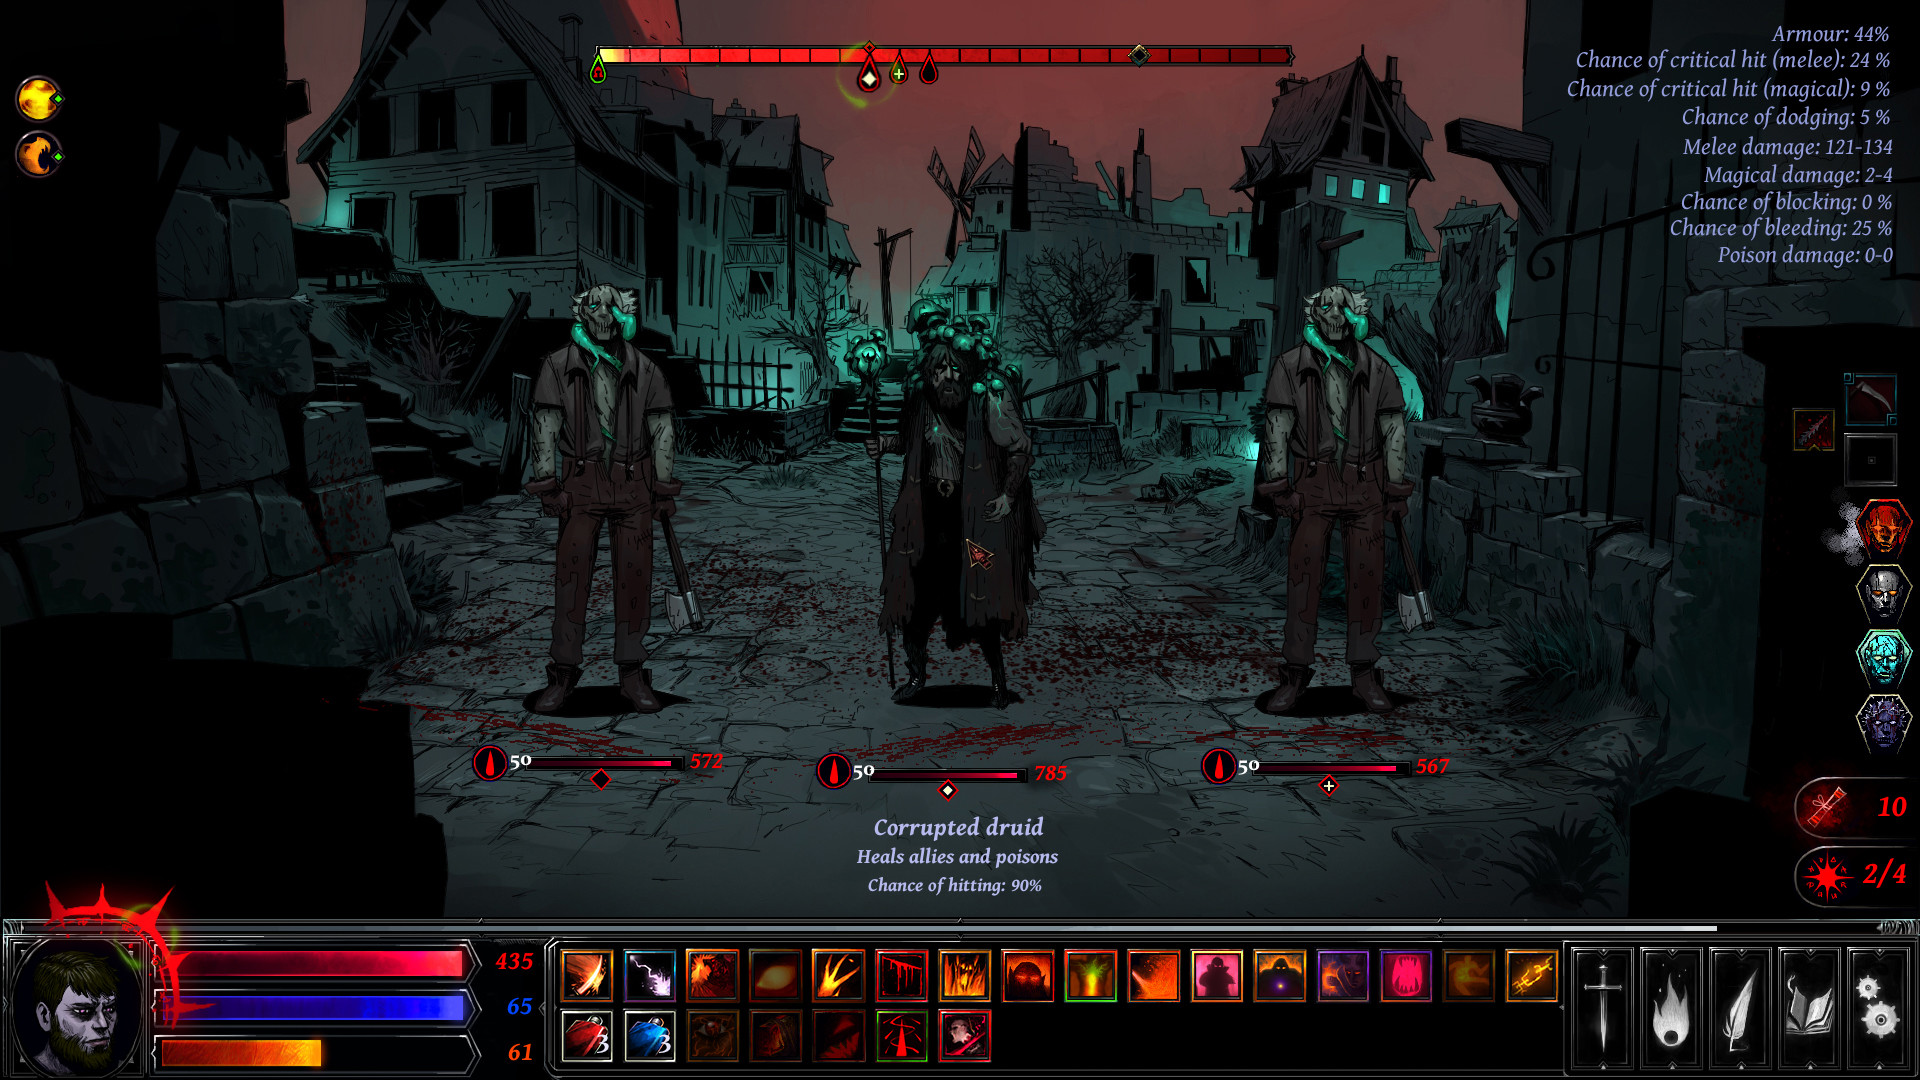 Armour: 44%
Chance of critical hit (melee): 24 %
Chance of critical hit (magical): 9 %
Chance of dodging: 5 %
Melee damage: 121-134
Magical damage: 2-4
Chance of blocking: 0 %
Chance of bleeding: 25 %
Poison damage: 0-0
50 572
50 785
50 567
Corrupted druid
Heals allies and poisons
Chance of hitting: 90%
10
2/4
435
65
61
3
3